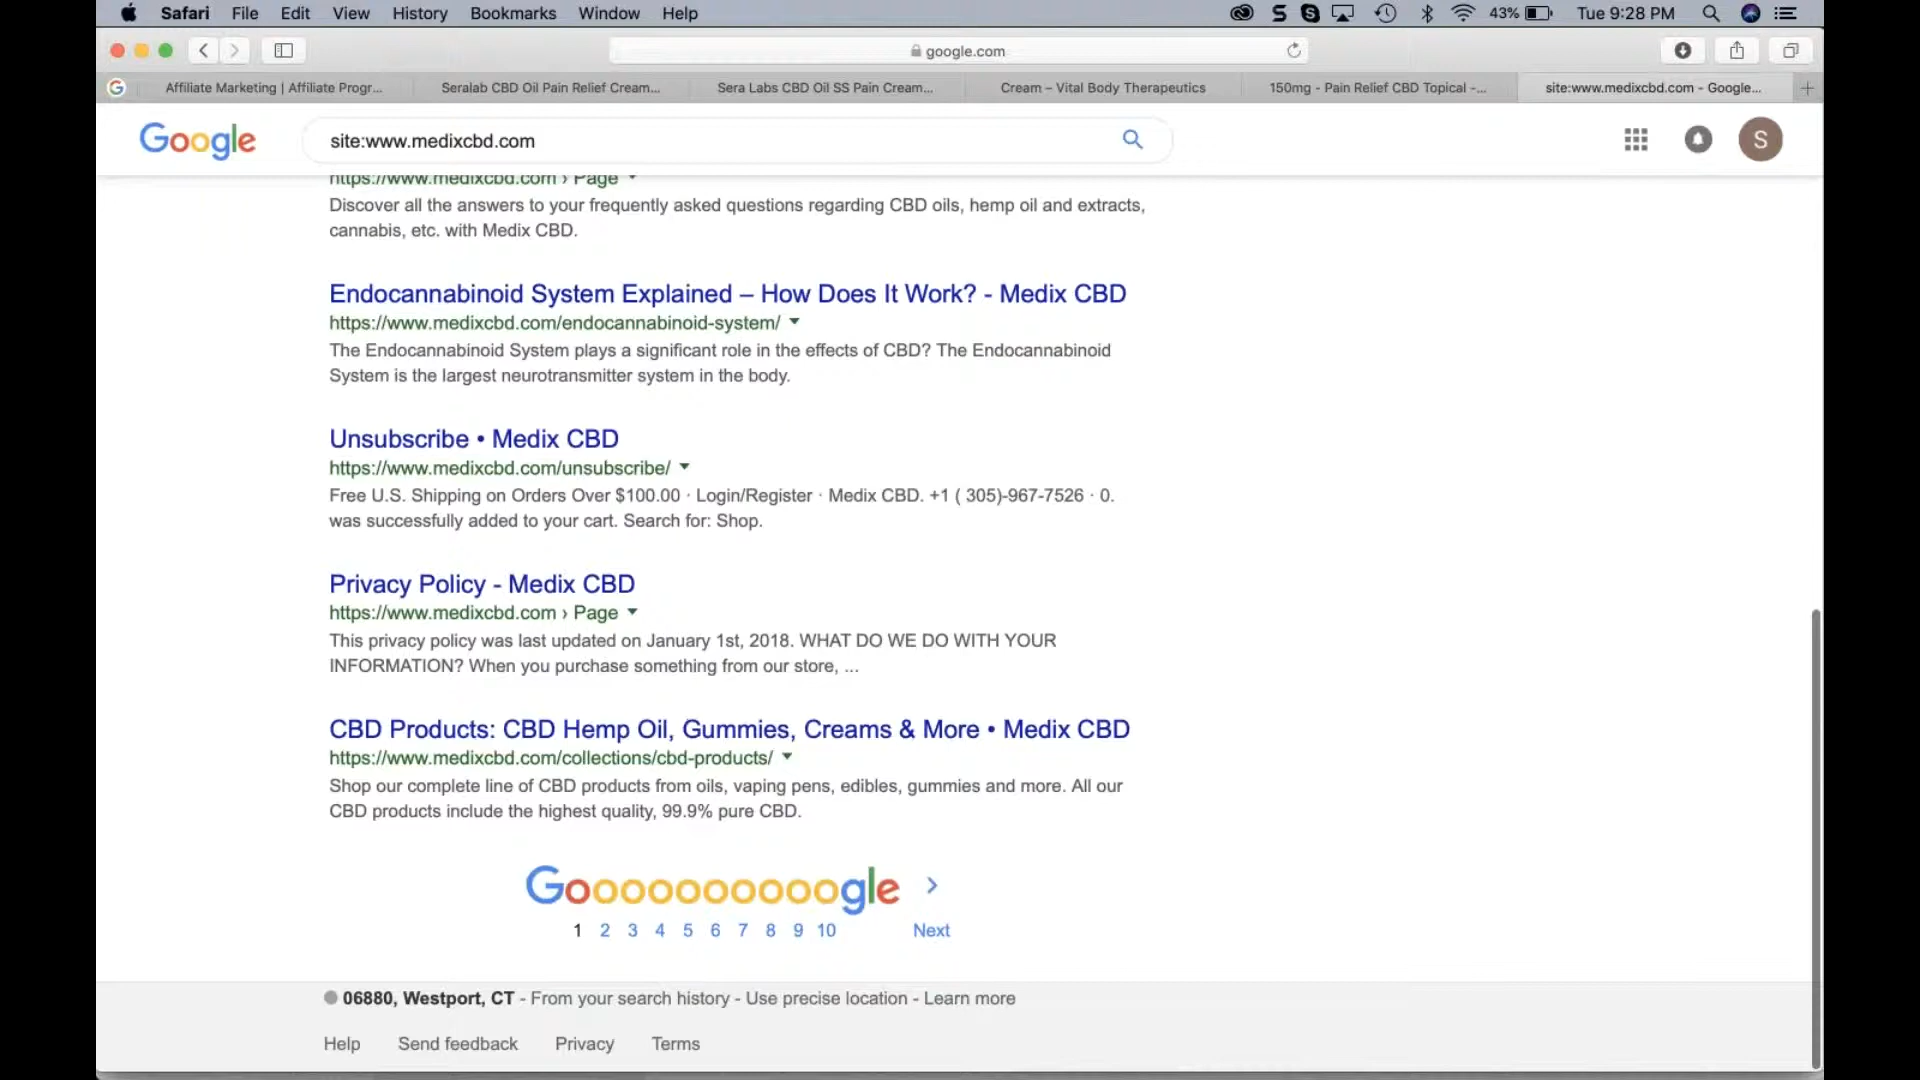 Safari File Edit View History Bookmarks Window Help 43% Tue 9:28 PM
google.com
Affiliate Marketing | Affiliate Progr... Seralab CBD Oil Pain Relief Cream... Sera Labs CBD Oil SS Pain Cream... Cream – Vital Body Therapeutics 150mg - Pain Relief CBD Topical -... site:www.medixcbd.com - Google...
Google site:www.medixcbd.com S
https://www.medixcbd.com › Page
Discover all the answers to your frequently asked questions regarding CBD oils, hemp oil and extracts,
cannabis, etc. with Medix CBD.
Endocannabinoid System Explained – How Does It Work? - Medix CBD
https://www.medixcbd.com/endocannabinoid-system/
The Endocannabinoid System plays a significant role in the effects of CBD? The Endocannabinoid
System is the largest neurotransmitter system in the body.
Unsubscribe • Medix CBD
https://www.medixcbd.com/unsubscribe/
Free U.S. Shipping on Orders Over $100.00 · Login/Register · Medix CBD. +1 ( 305)-967-7526 · 0.
was successfully added to your cart. Search for: Shop.
Privacy Policy - Medix CBD
https://www.medixcbd.com › Page
This privacy policy was last updated on January 1st, 2018. WHAT DO WE DO WITH YOUR
INFORMATION? When you purchase something from our store, ...
CBD Products: CBD Hemp Oil, Gummies, Creams & More • Medix CBD
https://www.medixcbd.com/collections/cbd-products/
Shop our complete line of CBD products from oils, vaping pens, edibles, gummies and more. All our
CBD products include the highest quality, 99.9% pure CBD.
Goooooooooogle >
1 2 3 4 5 6 7 8 9 10 Next
06880, Westport, CT - From your search history - Use precise location - Learn more
Help Send feedback Privacy Terms